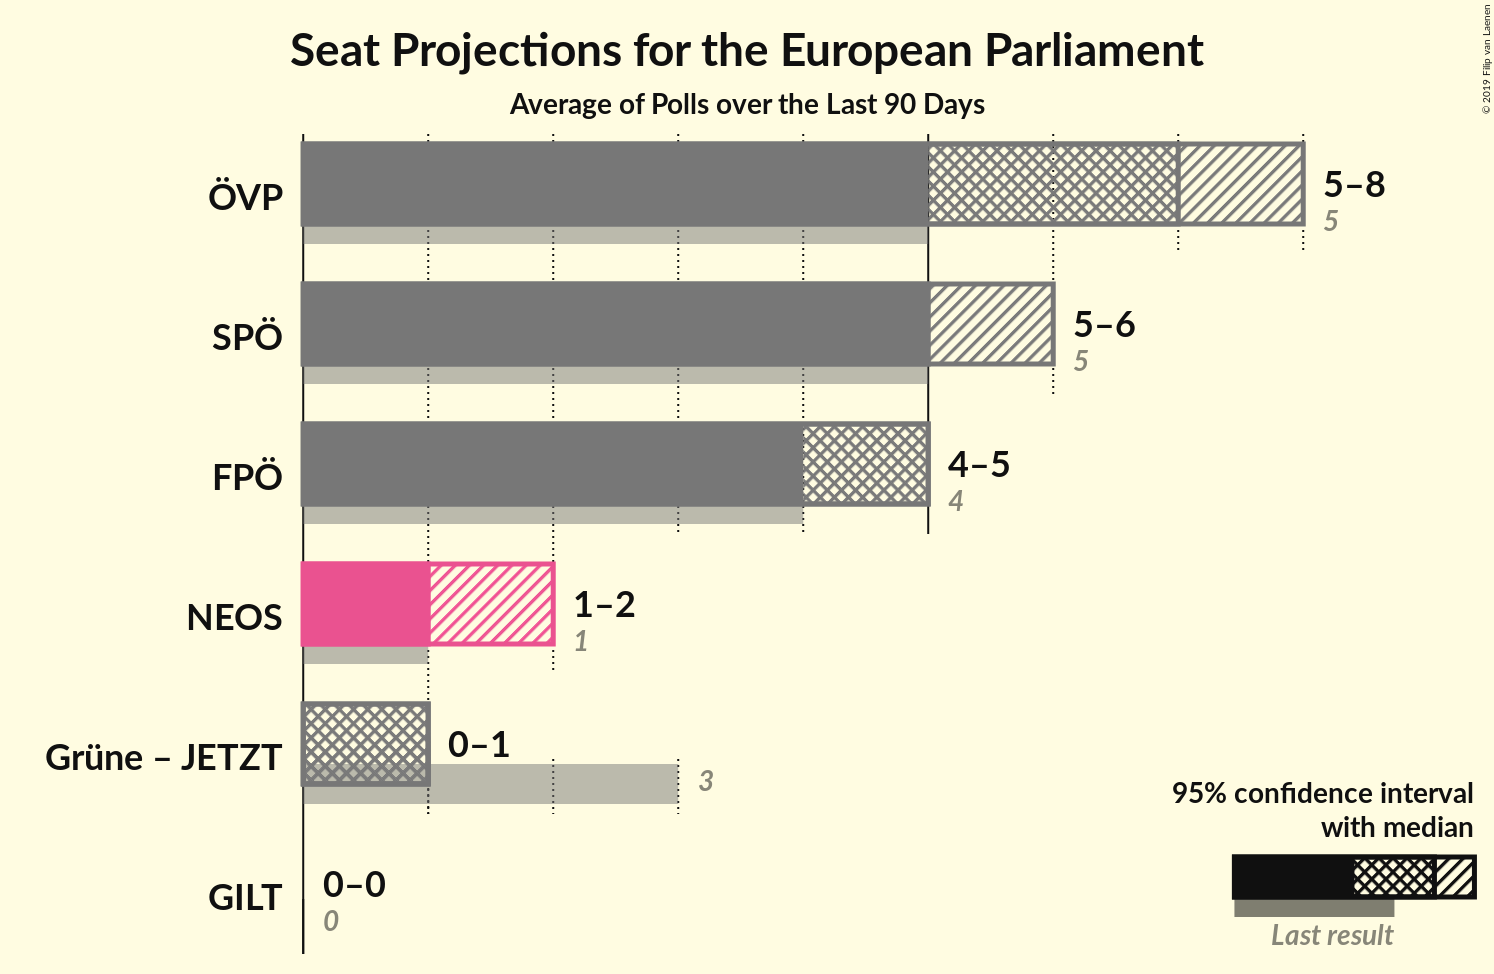 Seat Projections for the European Parliament
Average of Polls over the Last 90 Days
© 2019 Filip van Laenen
ÖVP
5–8
5
SPÖ
5–6
5
FPÖ
4–5
4
NEOS
1–2
1
Grüne – JETZT
0–1
3
GILT
0–0
0
95% confidence interval
with median
Last result